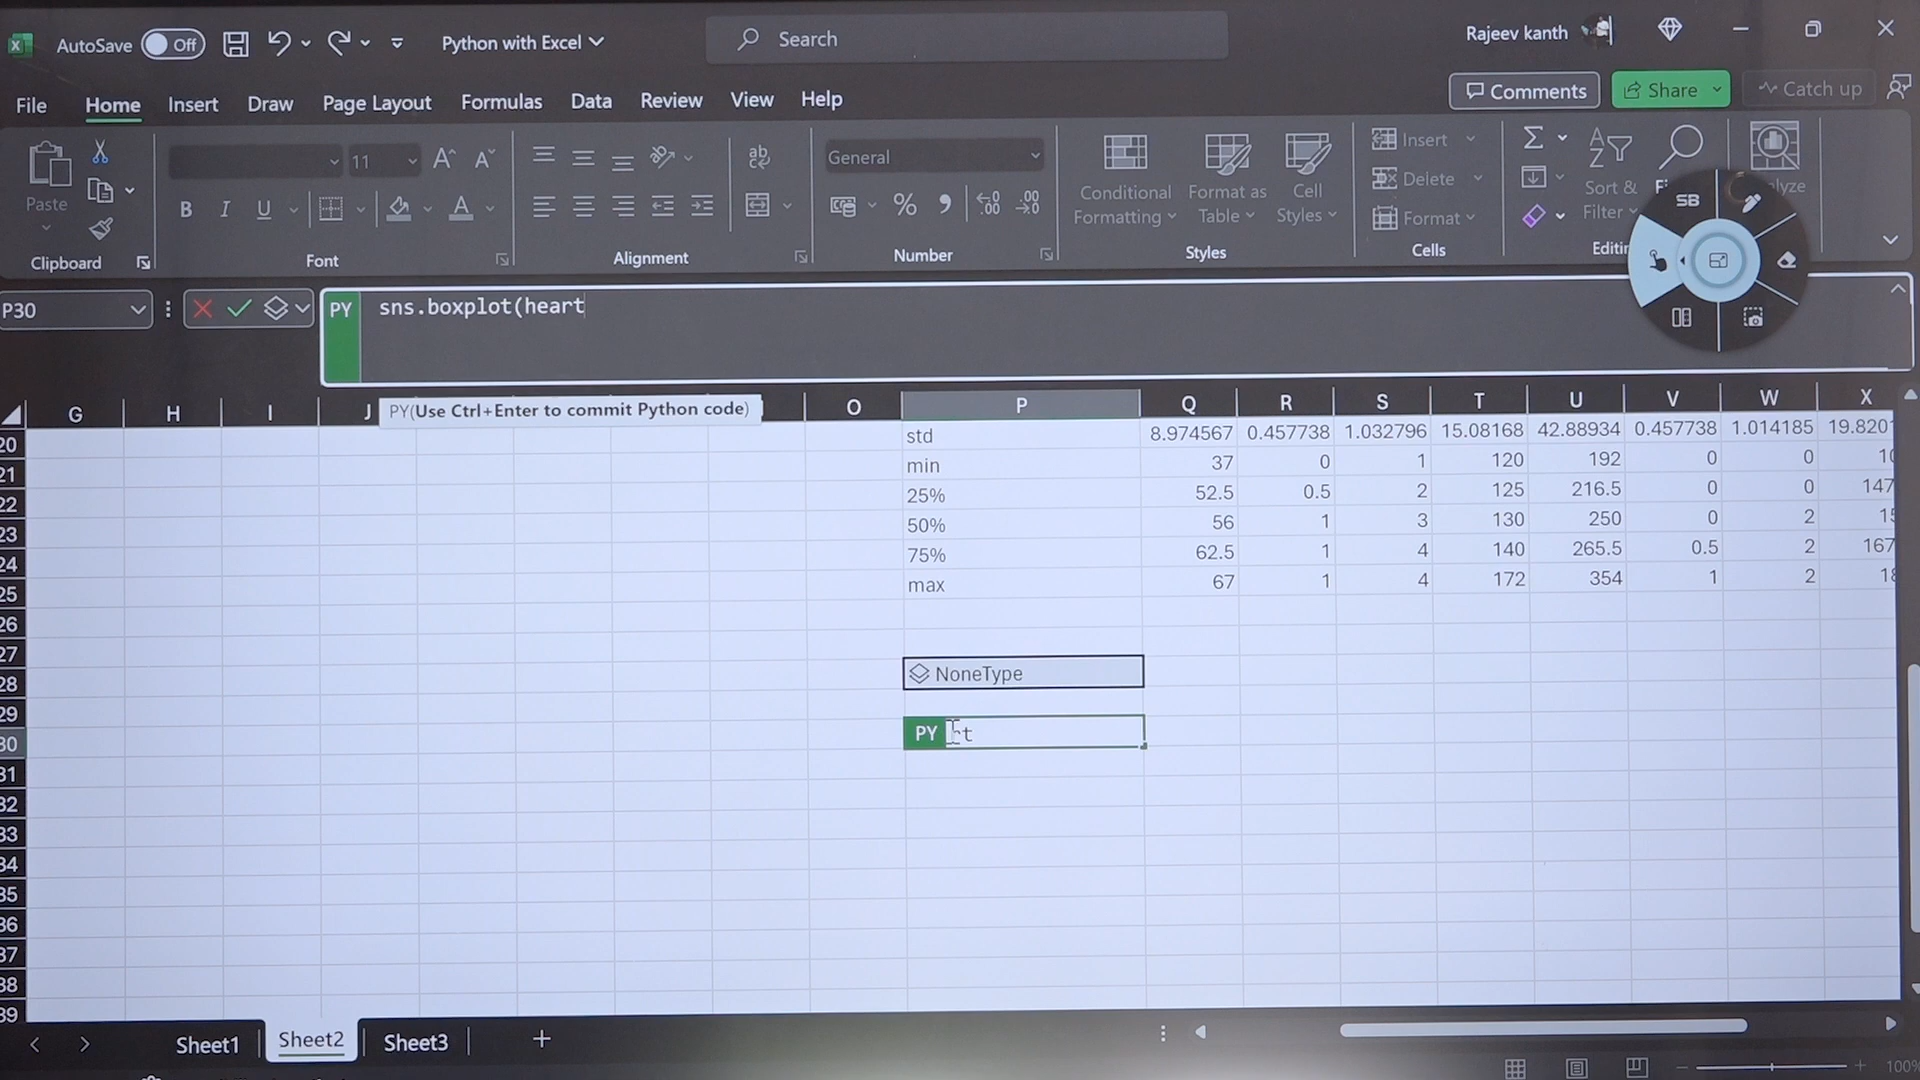 AutoSave Off Python with Excel Search Rajeev kanth
File Home Insert Draw Page Layout Formulas Data Review View Help Comments Share Catch up
11 General Insert
Paste Conditional Formatting Format as Table Cell Styles Delete Sort & Filter
B I U % Format
Clipboard Font Alignment Number Styles Cells
P30 PY sns.boxplot(heart
PY(Use Ctrl+Enter to commit Python code)
G H I J O P Q R S T U V W X
20 std 8.974567 0.457738 1.032796 15.08168 42.88934 0.457738 1.014185 19.820
21 min 37 0 1 120 192 0 0
22 25% 52.5 0.5 2 125 216.5 0 0 147
23 50% 56 1 3 130 250 0 2
24 75% 62.5 1 4 140 265.5 0.5 2 167
25 max 67 1 4 172 354 1 2
26
27
28 NoneType
29
30 PY
31
32
33
34
35
36
37
38
39
Sheet1 Sheet2 Sheet3
100%
SB